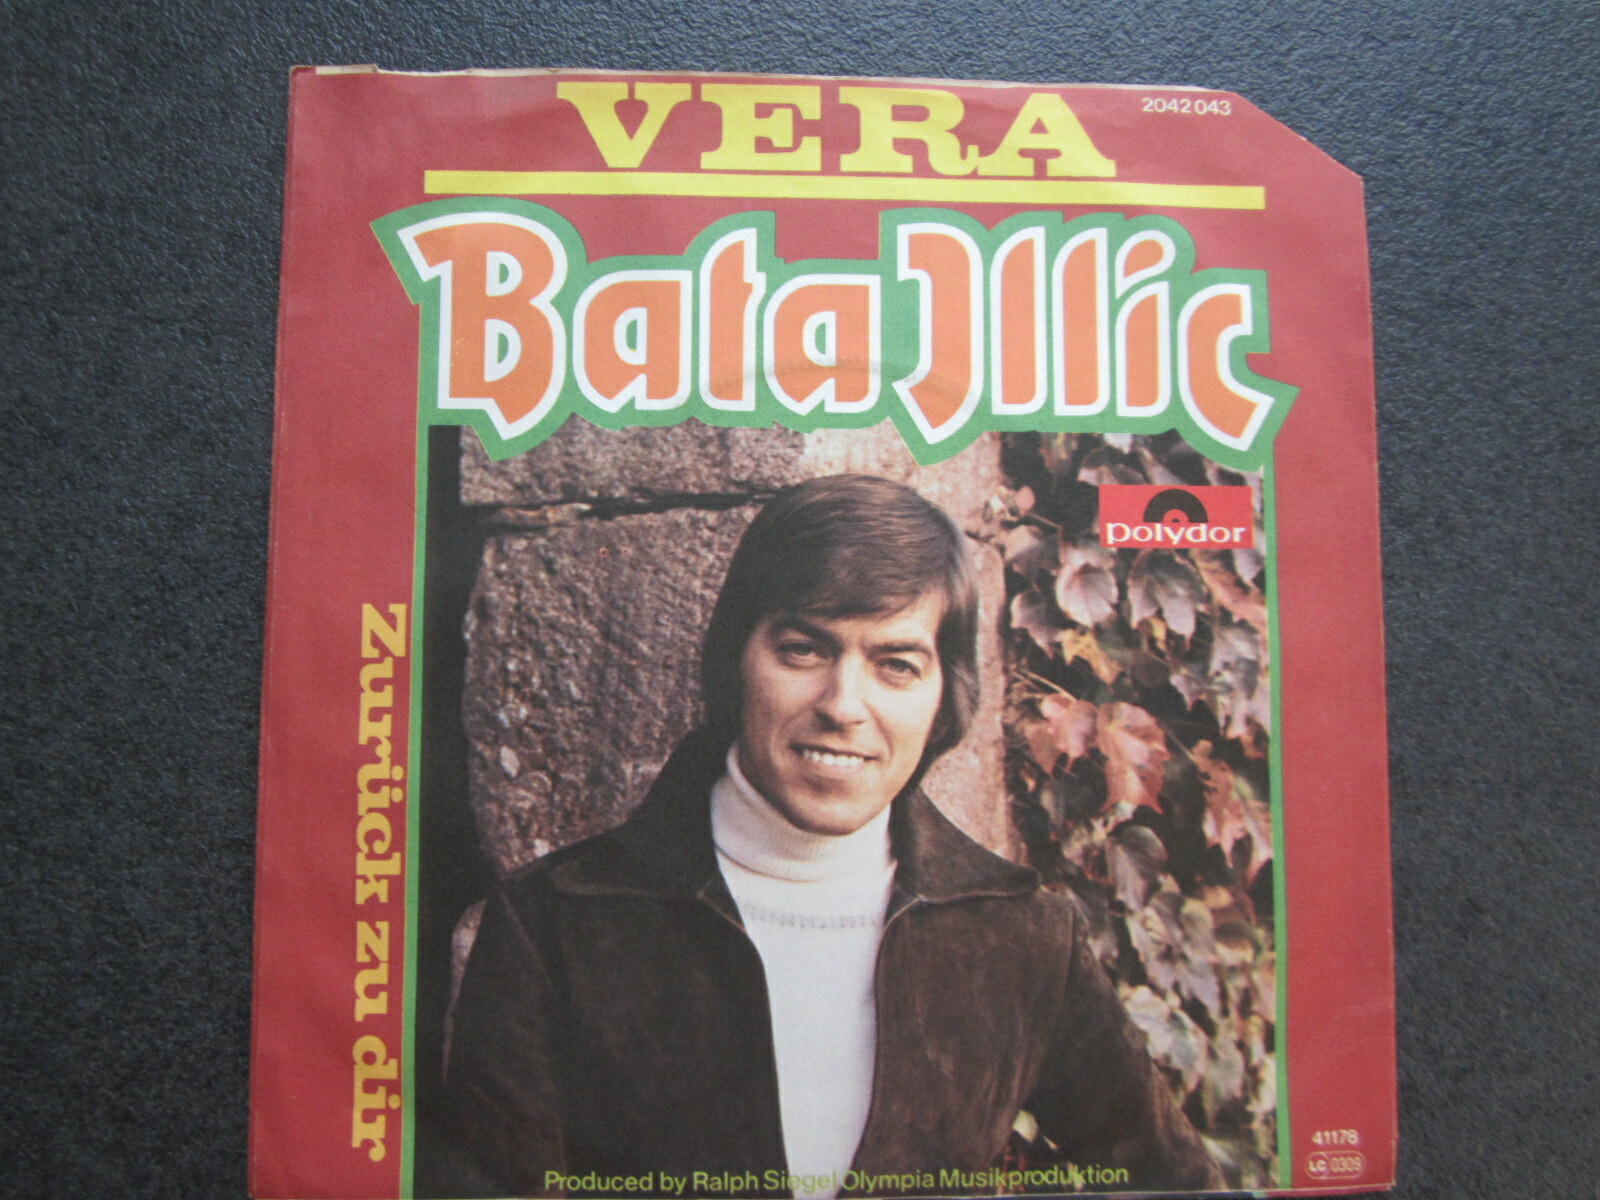 VERA
2042 043
Bata Illic
polydor
Zurück zu dir
41178
LC 0309
Produced by Ralph Siegel Olympia Musikproduktion